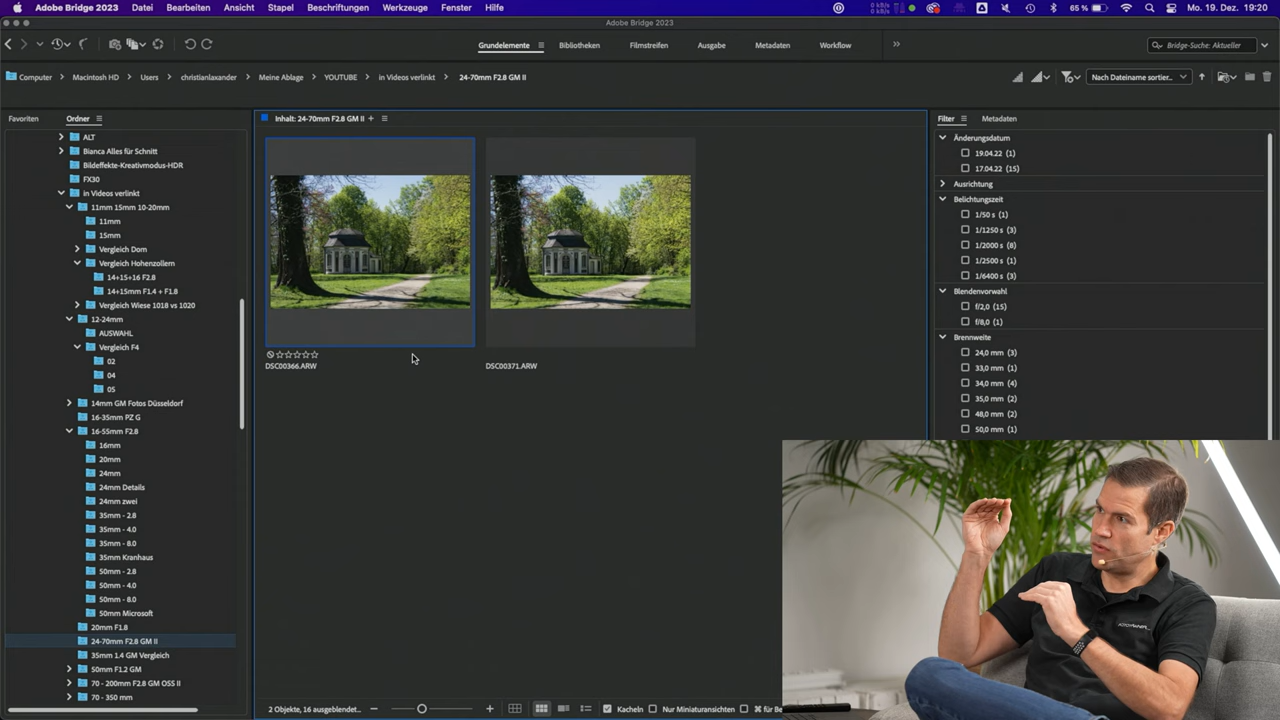 Adobe Bridge 2023 Datei Bearbeiten Ansicht Stapel Beschriftungen Werkzeuge Fenster Hilfe 65 % Mo. 19. Dez. 19:20
Adobe Bridge 2023
Grundelemente Bibliotheken Filmstreifen Ausgabe Metadaten Workflow Bridge-Suche: Aktueller
Computer Macintosh HD Users christianlaxander Meine Ablage YOUTUBE in Videos verlinkt 24-70mm F2.8 GM II Nach Dateiname sortier...
Favoriten Ordner
ALT
Bianca Alles für Schnitt
Bildeffekte-Kreativmodus-HDR
FX30
in Videos verlinkt
11mm 15mm 10-20mm
11mm
15mm
Vergleich Dom
Vergleich Hohenzollern
14+15+16 F2.8
14+15mm F1.4 + F1.8
Vergleich Wiese 1018 vs 1020
12-24mm
AUSWAHL
Vergleich F4
02
04
05
14mm GM Fotos Düsseldorf
16-35mm PZ G
16-55mm F2.8
16mm
20mm
24mm
24mm Details
24mm zwei
35mm - 2.8
35mm - 4.0
35mm - 8.0
35mm Kranhaus
50mm - 2.8
50mm - 4.0
50mm - 8.0
50mm Microsoft
20mm F1.8
24-70mm F2.8 GM II
35mm 1.4 GM Vergleich
50mm F1.2 GM
70 - 200mm F2.8 GM OSS II
70 - 350 mm
Inhalt: 24-70mm F2.8 GM II
DSC00366.ARW DSC00371.ARW
2 Objekte, 16 ausgeblendet... Kacheln Nur Miniaturansichten ⌘ für Be
Filter Metadaten
Änderungsdatum
19.04.22 (1)
17.04.22 (15)
Ausrichtung
Belichtungszeit
1/50 s (1)
1/1250 s (3)
1/2000 s (8)
1/2500 s (1)
1/6400 s (3)
Blendenvorwahl
f/2,0 (15)
f/8,0 (1)
Brennweite
24,0 mm (3)
33,0 mm (1)
34,0 mm (4)
35,0 mm (2)
48,0 mm (2)
50,0 mm (1)